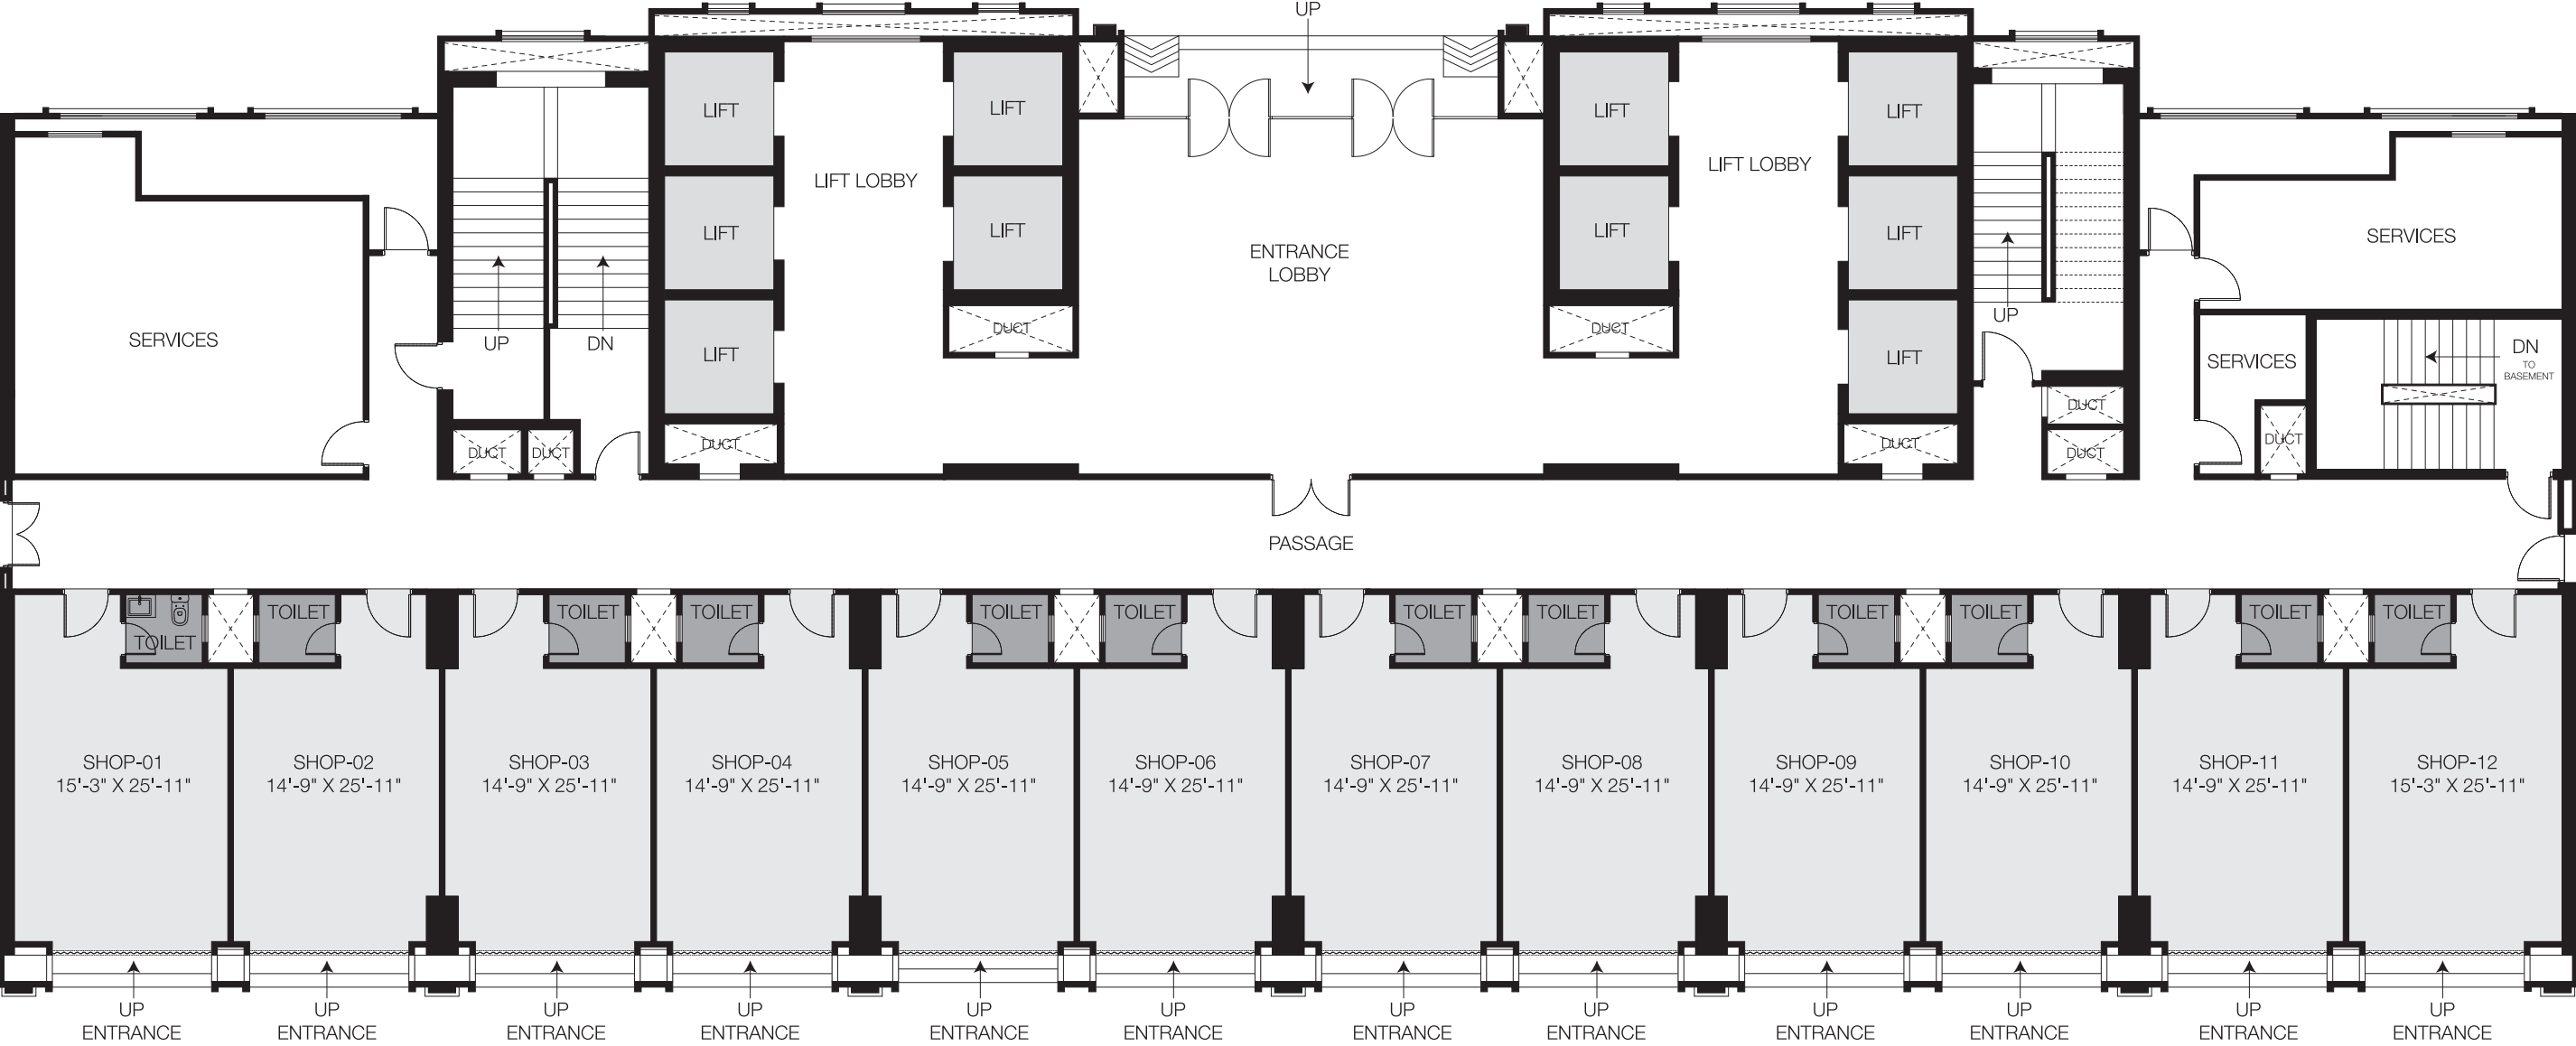 UP
LIFT
LIFT
LIFT
LIFT
LIFT LOBBY
LIFT LOBBY
LIFT
LIFT
LIFT
LIFT
SERVICES
ENTRANCE
LOBBY
UP
DUCT
DUCT
SERVICES
UP
DN
LIFT
LIFT
SERVICES
DN
TO
BASEMENT
DUCT
DUCT
DUCT
DUCT
DUCT
DUCT
DUCT
PASSAGE
TOILET
TOILET
TOILET
TOILET
TOILET
TOILET
TOILET
TOILET
TOILET
TOILET
TOILET
TOILET
SHOP-01
15'-3" X 25'-11"
SHOP-02
14'-9" X 25'-11"
SHOP-03
14'-9" X 25'-11"
SHOP-04
14'-9" X 25'-11"
SHOP-05
14'-9" X 25'-11"
SHOP-06
14'-9" X 25'-11"
SHOP-07
14'-9" X 25'-11"
SHOP-08
14'-9" X 25'-11"
SHOP-09
14'-9" X 25'-11"
SHOP-10
14'-9" X 25'-11"
SHOP-11
14'-9" X 25'-11"
SHOP-12
15'-3" X 25'-11"
UP
ENTRANCE
UP
ENTRANCE
UP
ENTRANCE
UP
ENTRANCE
UP
ENTRANCE
UP
ENTRANCE
UP
ENTRANCE
UP
ENTRANCE
UP
ENTRANCE
UP
ENTRANCE
UP
ENTRANCE
UP
ENTRANCE